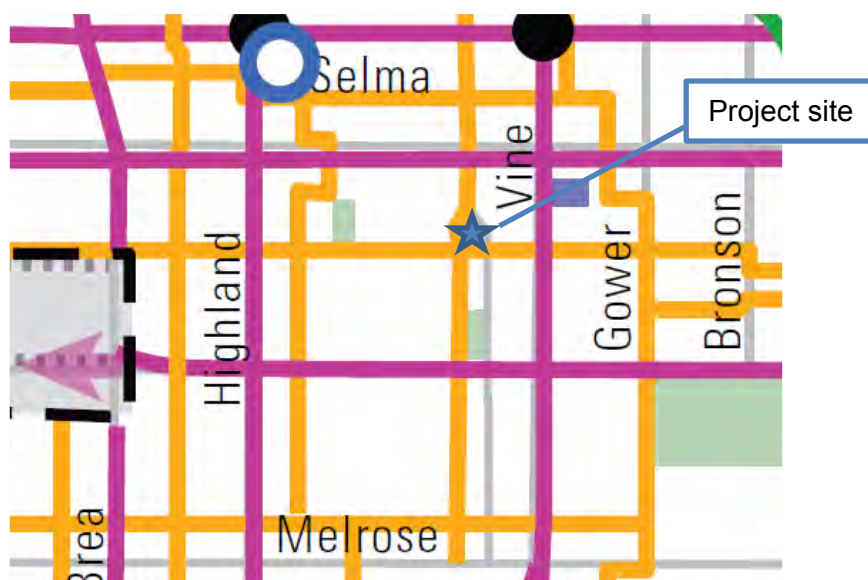 Selma
Project site
Vine
Highland
Gower
Bronson
Melrose
Brea